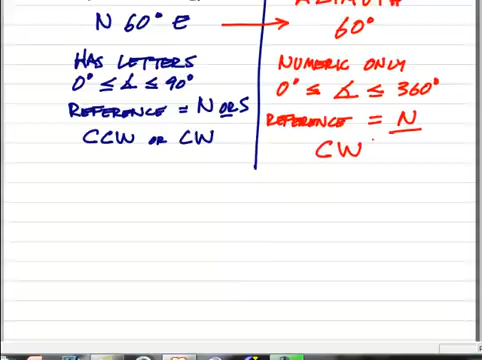 AZIMUTH
N 60° E → 60°
HAS LETTERS
0° ≤ ∡ ≤ 90°
REFERENCE = N OR S
CCW OR CW
NUMERIC ONLY
0° ≤ ∡ ≤ 360°
REFERENCE = N
CW